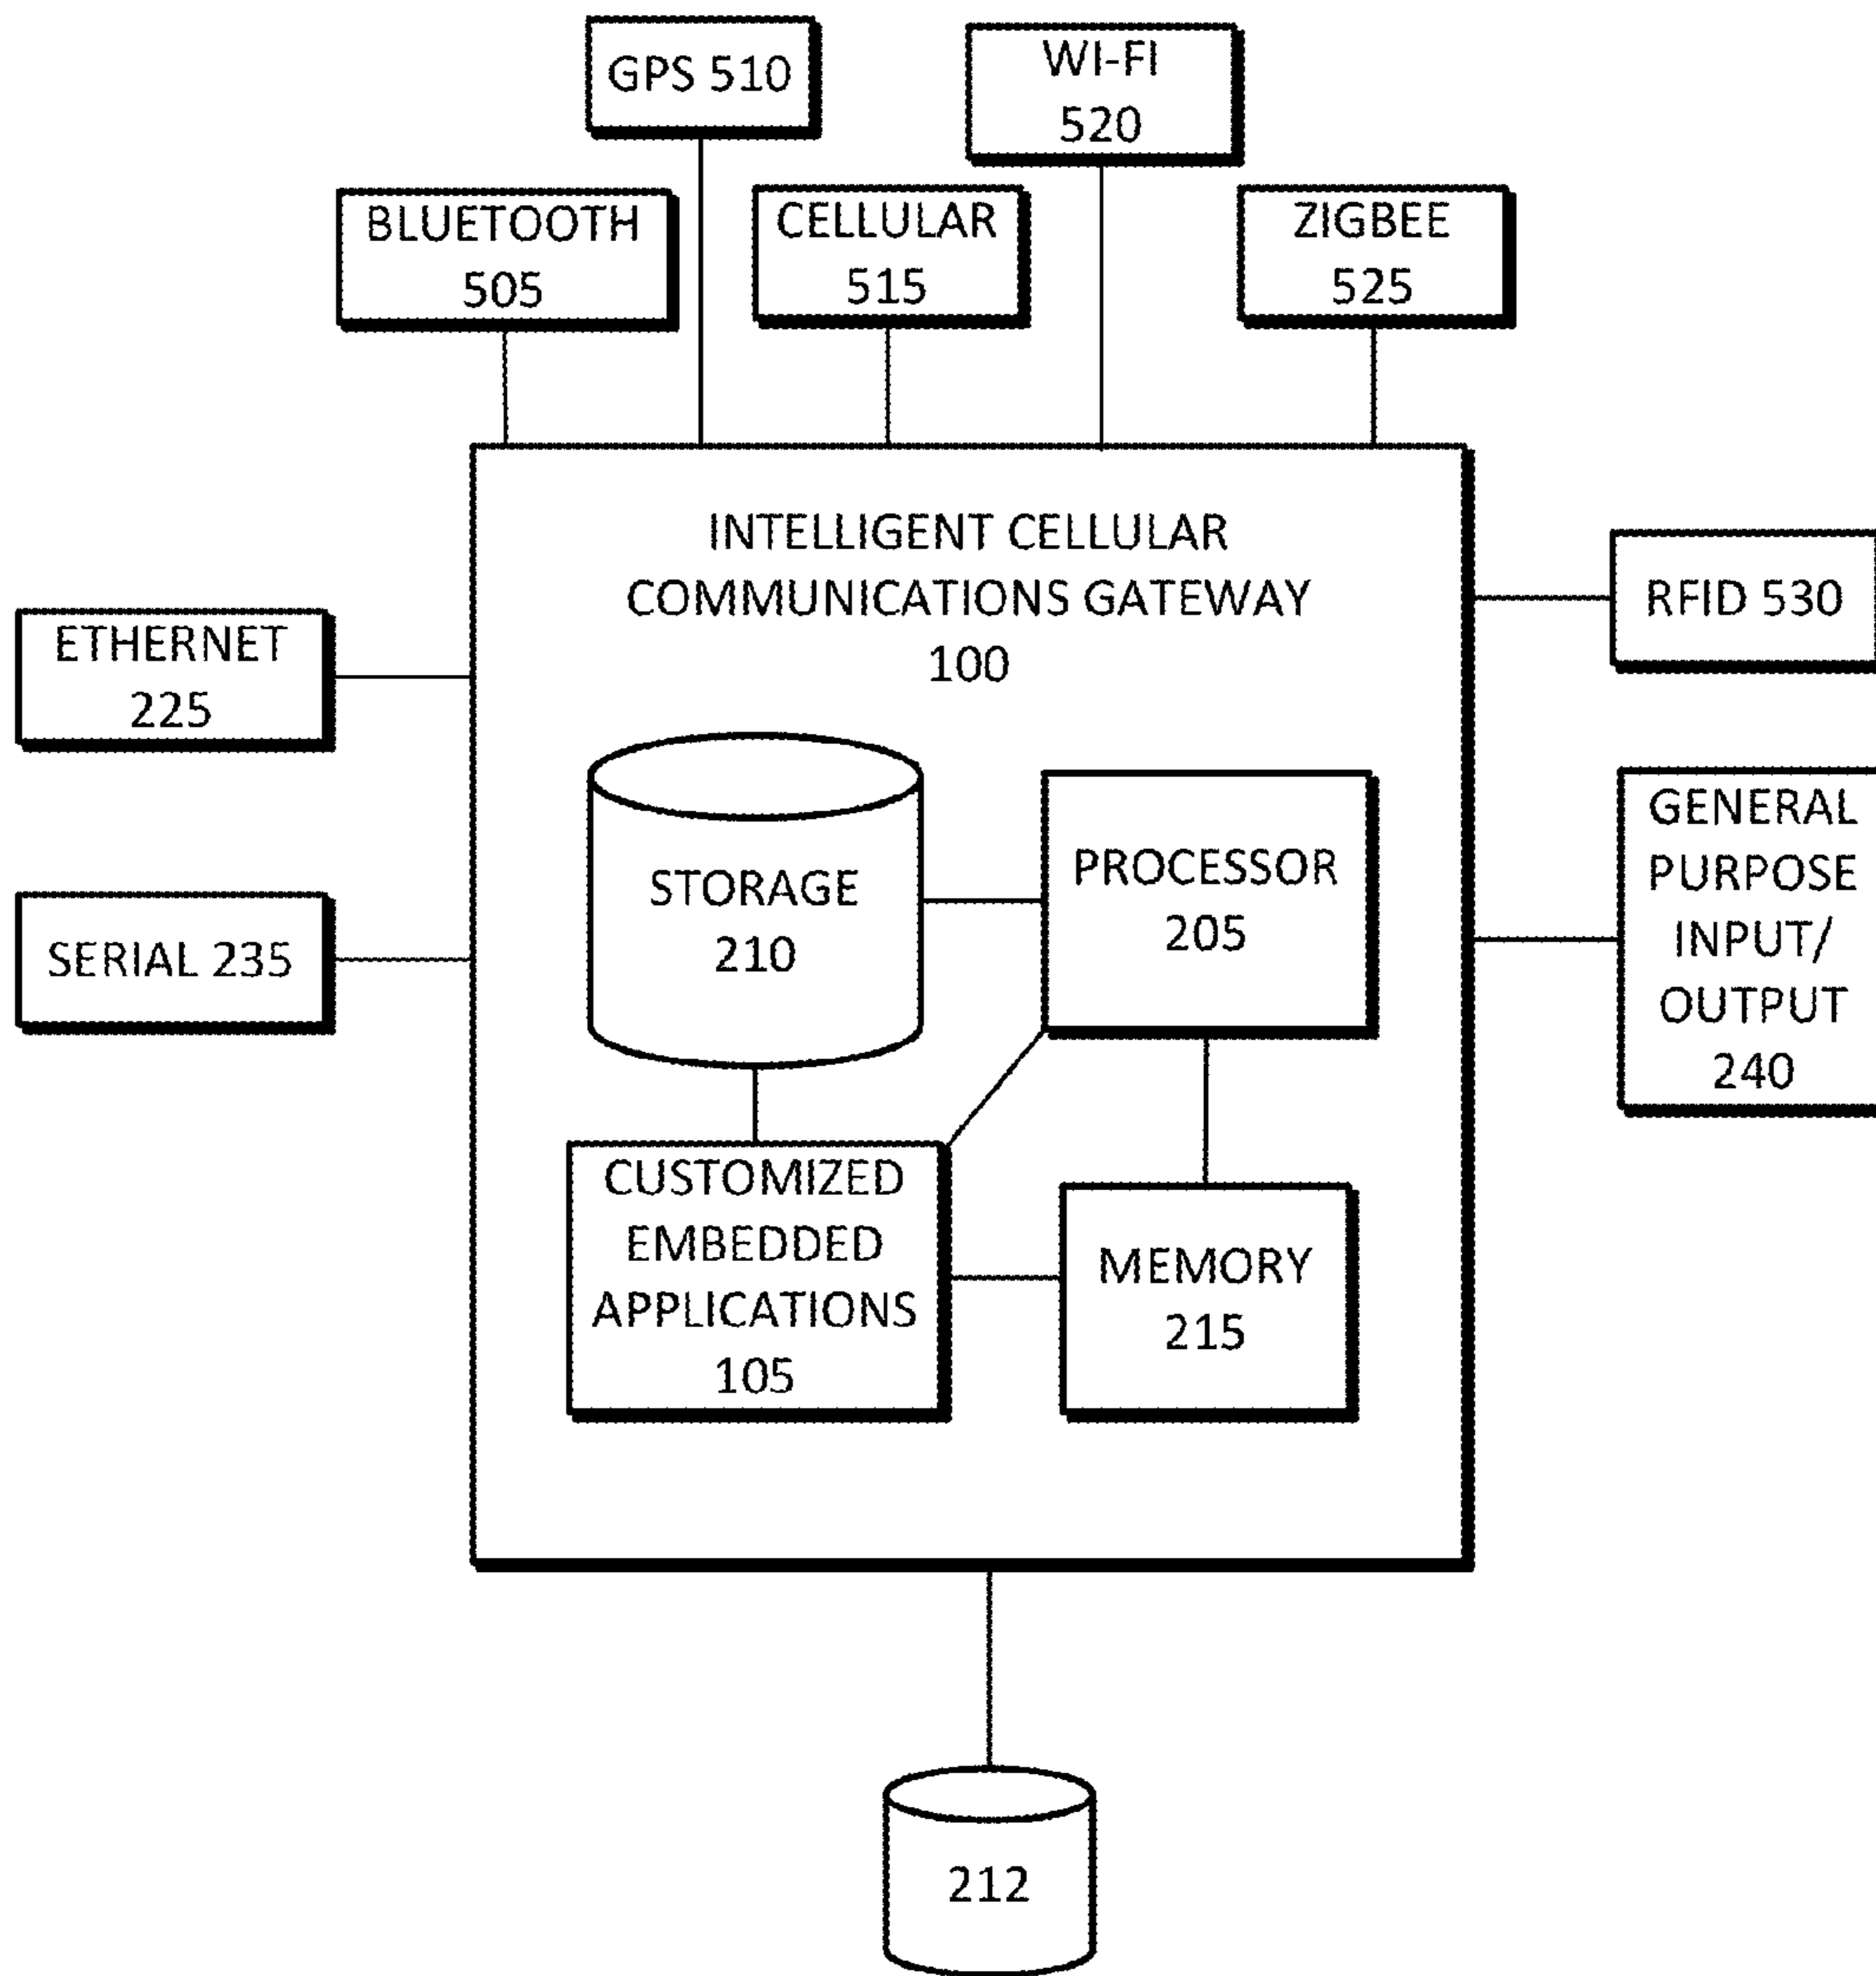 GPS 510
WI-FI
520
BLUETOOTH
505
CELLULAR
515
ZIGBEE
525
INTELLIGENT CELLULAR
COMMUNICATIONS GATEWAY
100
ETHERNET
225
SERIAL 235
RFID 530
GENERAL
PURPOSE
INPUT/
OUTPUT
240
STORAGE
210
PROCESSOR
205
CUSTOMIZED
EMBEDDED
APPLICATIONS
105
MEMORY
215
212